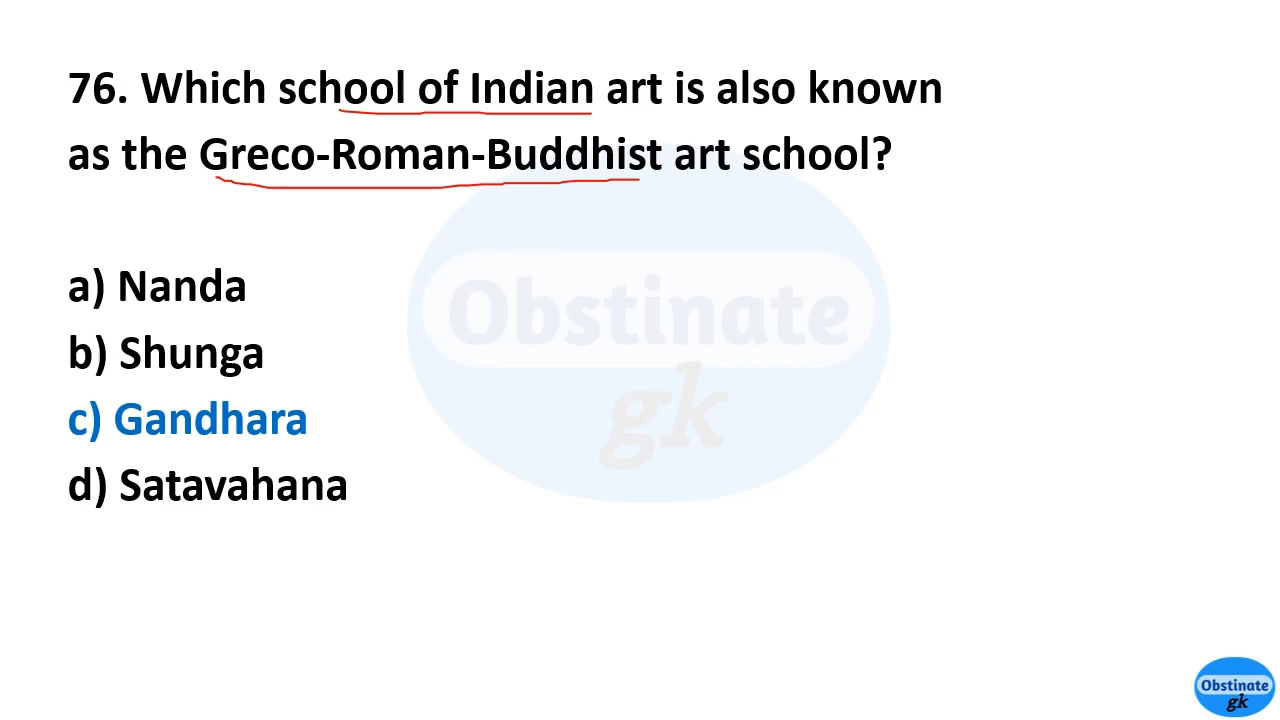 76. Which school of Indian art is also known
as the Greco-Roman-Buddhist art school?
a) Nanda
b) Shunga
c) Gandhara
d) Satavahana
Obstinate
gk
Obstinate
gk